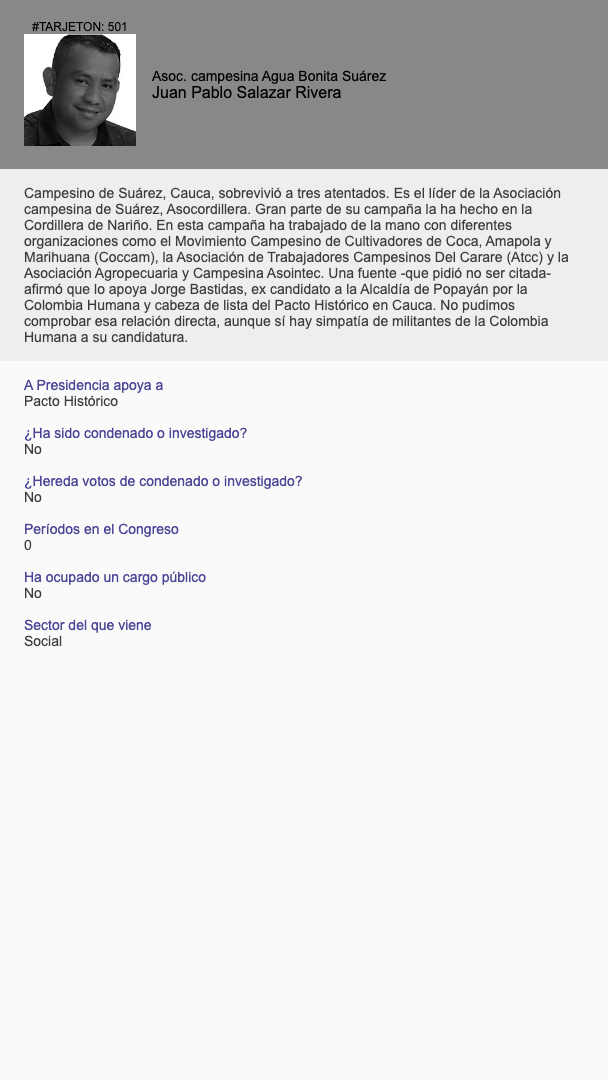 #TARJETON: 501
Asoc. campesina Agua Bonita Suárez
Juan Pablo Salazar Rivera
Campesino de Suárez, Cauca, sobrevivió a tres atentados. Es el líder de la Asociación
campesina de Suárez, Asocordillera. Gran parte de su campaña la ha hecho en la
Cordillera de Nariño. En esta campaña ha trabajado de la mano con diferentes
organizaciones como el Movimiento Campesino de Cultivadores de Coca, Amapola y
Marihuana (Coccam), la Asociación de Trabajadores Campesinos Del Carare (Atcc) y la
Asociación Agropecuaria y Campesina Asointec. Una fuente -que pidió no ser citada-
afirmó que lo apoya Jorge Bastidas, ex candidato a la Alcaldía de Popayán por la
Colombia Humana y cabeza de lista del Pacto Histórico en Cauca. No pudimos
comprobar esa relación directa, aunque sí hay simpatía de militantes de la Colombia
Humana a su candidatura.
A Presidencia apoya a
Pacto Histórico
¿Ha sido condenado o investigado?
No
¿Hereda votos de condenado o investigado?
No
Períodos en el Congreso
0
Ha ocupado un cargo público
No
Sector del que viene
Social